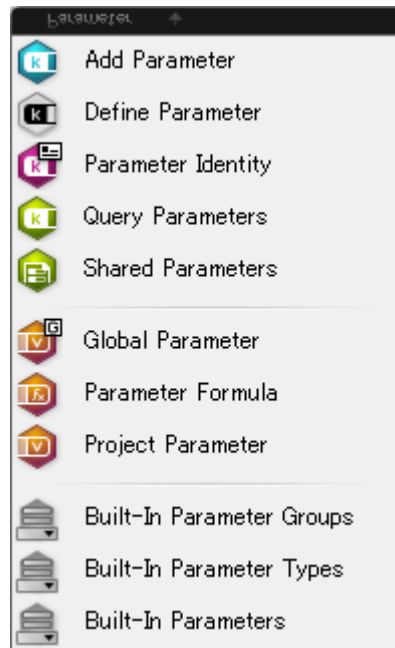 Parameter
Add Parameter
Define Parameter
Parameter Identity
Query Parameters
Shared Parameters
Global Parameter
Parameter Formula
Project Parameter
Built-In Parameter Groups
Built-In Parameter Types
Built-In Parameters